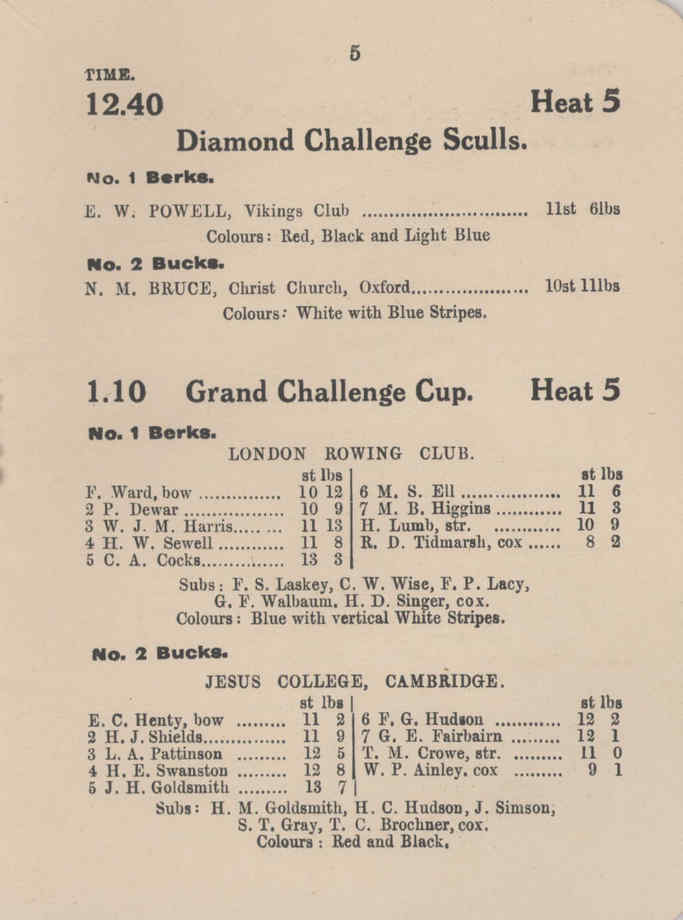 5
TIME.
12.40 Heat 5
Diamond Challenge Sculls.
No. 1 Berks.
E. W. POWELL, Vikings Club .............................. 11st 6lbs
Colours: Red, Black and Light Blue
No. 2 Bucks.
N. M. BRUCE, Christ Church, Oxford..................... 10st 11lbs
Colours: White with Blue Stripes.
1.10 Grand Challenge Cup. Heat 5
No. 1 Berks.
LONDON ROWING CLUB.
st lbs | st lbs
F. Ward, bow ............... 10 12 | 6 M. S. Ell .................. 11 6
2 P. Dewar .................. 10 9 | 7 M. B. Higgins ............ 11 3
3 W. J. M. Harris..... ... 11 13 | H. Lumb, str. ............ 10 9
4 H. W. Sewell ............ 11 8 | R. D. Tidmarsh, cox ...... 8 2
5 C. A. Cocks............... 13 3
Subs: F. S. Laskey, C. W. Wise, F. P. Lacy,
G. F. Walbaum, H. D. Singer, cox.
Colours: Blue with vertical White Stripes.
No. 2 Bucks.
JESUS COLLEGE, CAMBRIDGE.
st lbs | st lbs
E. C. Henty, bow ......... 11 2 | 6 F. G. Hudson ............ 12 2
2 H. J. Shields............... 11 9 | 7 G. E. Fairbairn ......... 12 1
3 L. A. Pattinson ......... 12 5 | T. M. Crowe, str. ......... 11 0
4 H. E. Swanston ......... 12 8 | W. P. Ainley, cox ......... 9 1
5 J. H. Goldsmith ......... 13 7
Subs: H. M. Goldsmith, H. C. Hudson, J. Simson,
S. T. Gray, T. C. Brochner, cox.
Colours: Red and Black.